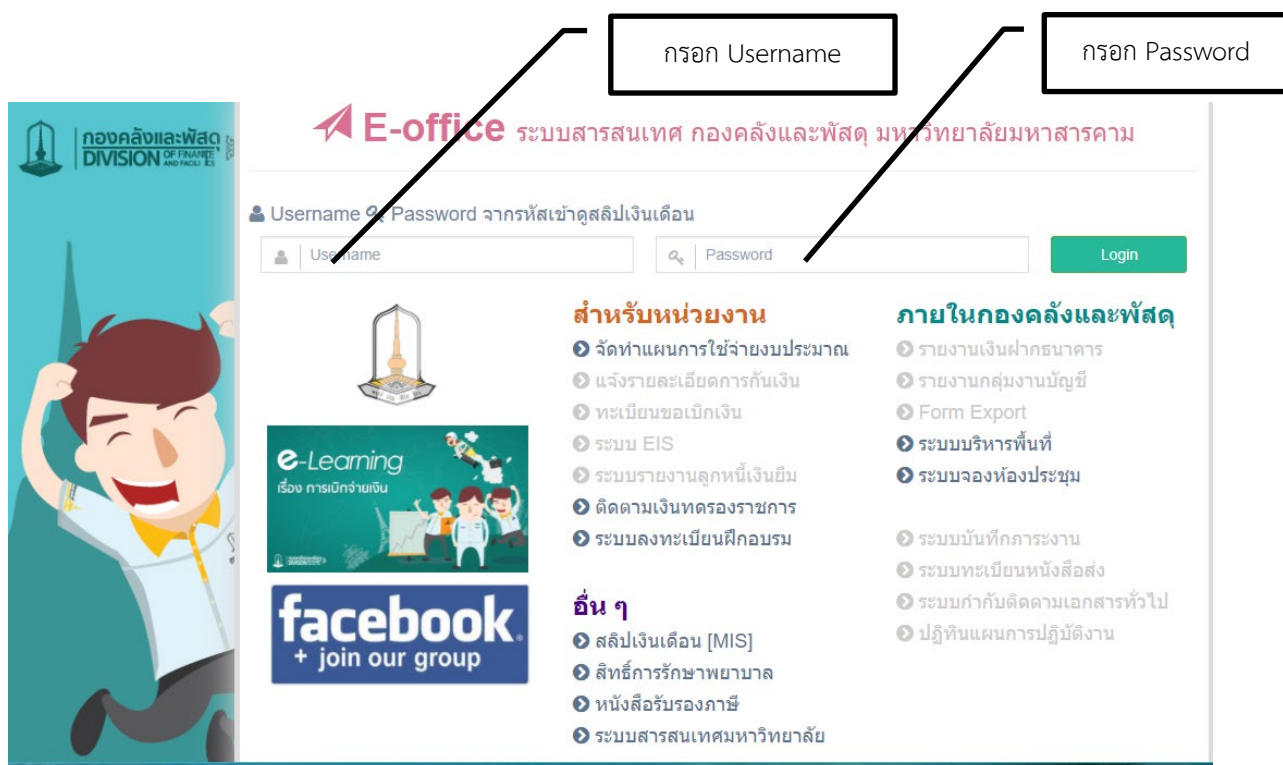 กรอก Username
กรอก Password
กองคลังและพัสดุ
DIVISION OF FINANCE
AND FACILITIES
E-office ระบบสารสนเทศ กองคลังและพัสดุ มหาวิทยาลัยมหาสารคาม
Username Password จากรหัสเข้าดูสลิปเงินเดือน
Username
Password
Login
สำหรับหน่วยงาน
จัดทำแผนการใช้จ่ายงบประมาณ
แจ้งรายละเอียดการกันเงิน
ทะเบียนขอเบิกเงิน
ระบบ EIS
ระบบรายงานลูกหนี้เงินยืม
ติดตามเงินทดรองราชการ
ระบบลงทะเบียนฝึกอบรม
อื่น ๆ
สลิปเงินเดือน [MIS]
สิทธิ์การรักษาพยาบาล
หนังสือรับรองภาษี
ระบบสารสนเทศมหาวิทยาลัย
ภายในกองคลังและพัสดุ
รายงานเงินฝากธนาคาร
รายงานกลุ่มงานบัญชี
Form Export
ระบบบริหารพื้นที่
ระบบจองห้องประชุม
ระบบบันทึกภาระงาน
ระบบทะเบียนหนังสือส่ง
ระบบกำกับติดตามเอกสารทั่วไป
ปฏิทินแผนการปฏิบัติงาน
e-Learning
เรื่อง การเบิกจ่ายเงิน
facebook
+ join our group